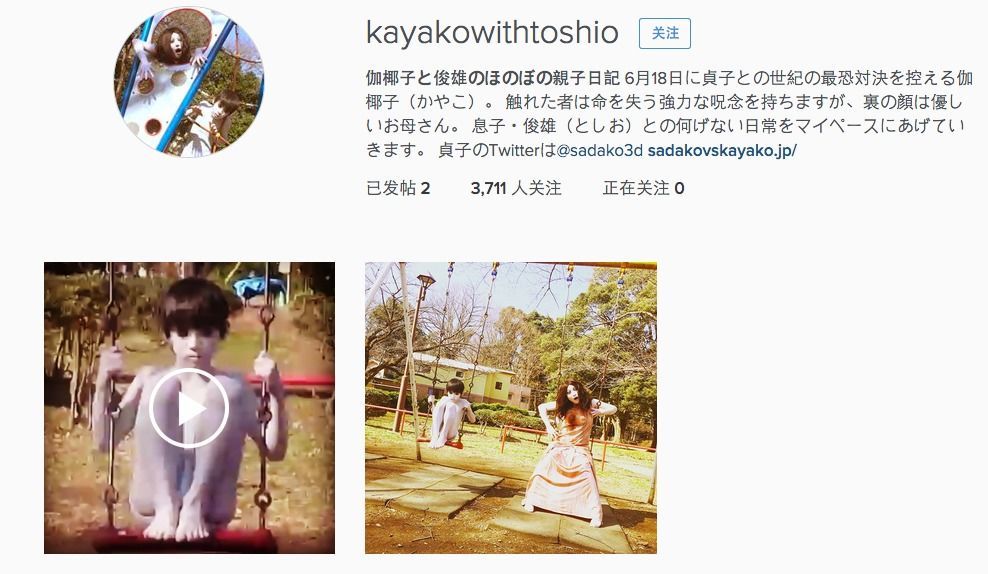 kayakowithtoshio 关注
伽椰子と俊雄のほのぼの親子日記 6月18日に貞子との世紀の最恐対決を控える伽
椰子（かやこ）。 触れた者は命を失う強力な呪念を持ちますが、裏の顔は優し
いお母さん。 息子・俊雄（としお）との何げない日常をマイペースにあげてい
きます。 貞子のTwitterは@sadako3d sadakovskayako.jp/
已发帖 2 3,711 人关注 正在关注 0